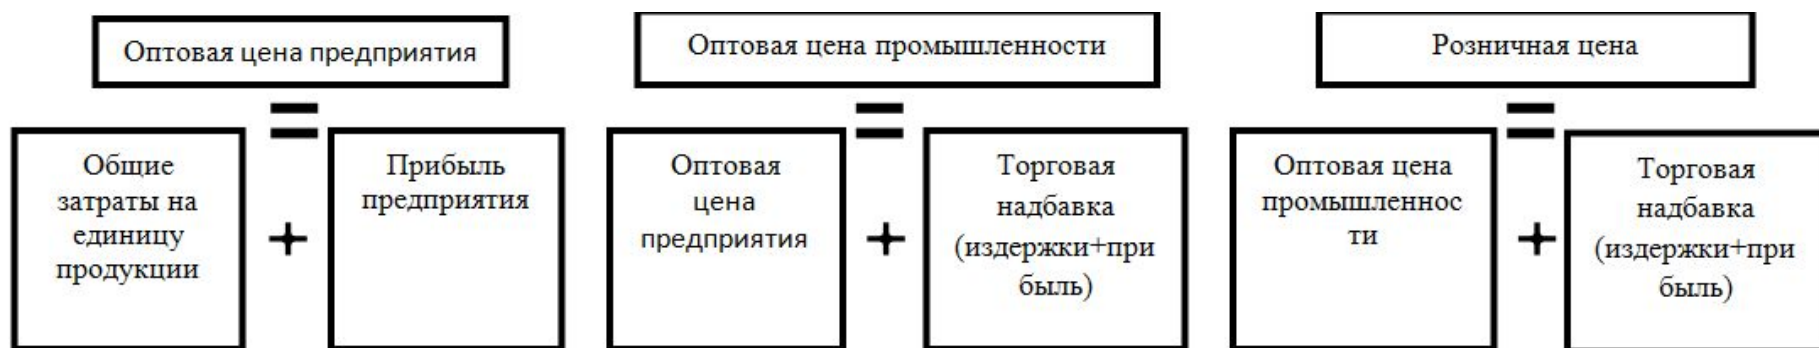 Оптовая цена предприятия
Оптовая цена промышленности
Розничная цена
=
=
=
Общие
затраты на
единицу
продукции
+
Прибыль
предприятия
Оптовая
цена
предприятия
+
Торговая
надбавка
(издержки+при
быль)
Оптовая цена
промышленнос
ти
+
Торговая
надбавка
(издержки+при
быль)